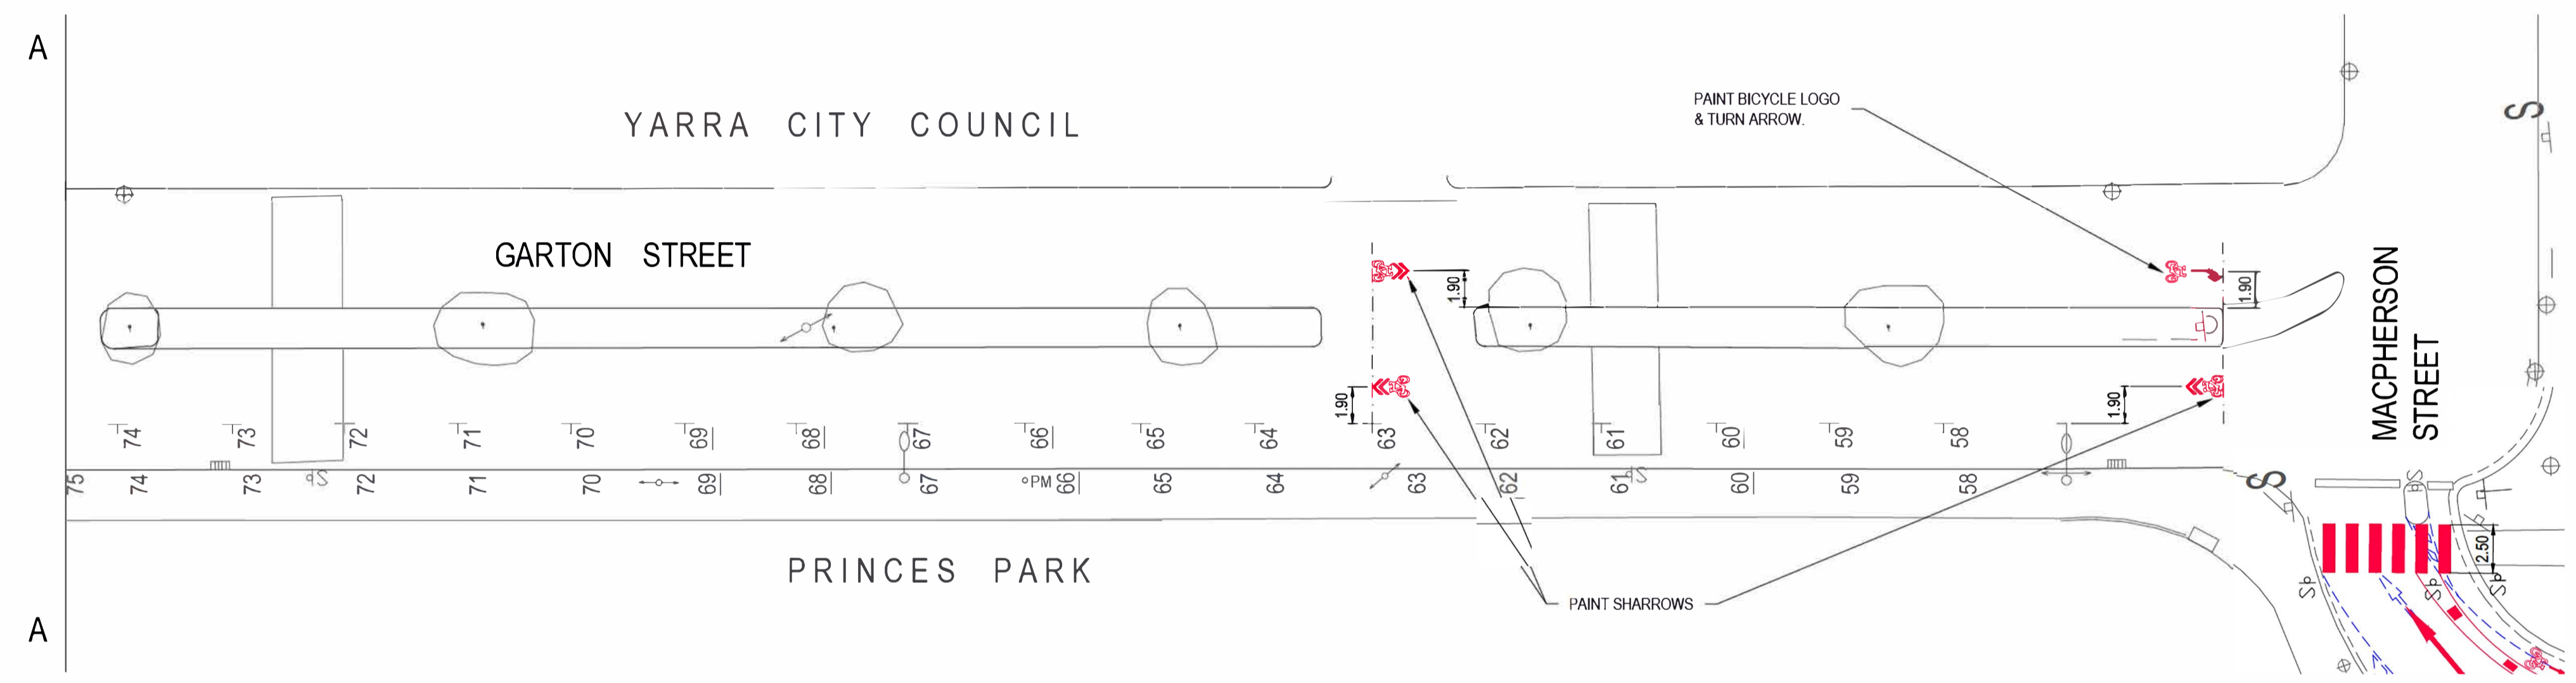 A
YARRA CITY COUNCIL
PAINT BICYCLE LOGO
& TURN ARROW.
S
GARTON STREET
MACPHERSON
STREET
1.90
1.90
1.90
1.90
74 73 72 71 70 69 68 67 66 65 64 63 62 61 60 59 58
75 74 73 S 72 71 70 69 68 67 PM 66 65 64 63 62 61 S 60 59 58
S
S
2.50
PRINCES PARK
PAINT SHARROWS
Sp
Sp
Sp
A